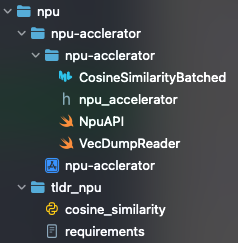 npu
npu-acclerator
npu-acclerator
CosineSimilarityBatched
npu_accelerator
NpuAPI
VecDumpReader
npu-acclerator
tldr_npu
cosine_similarity
requirements